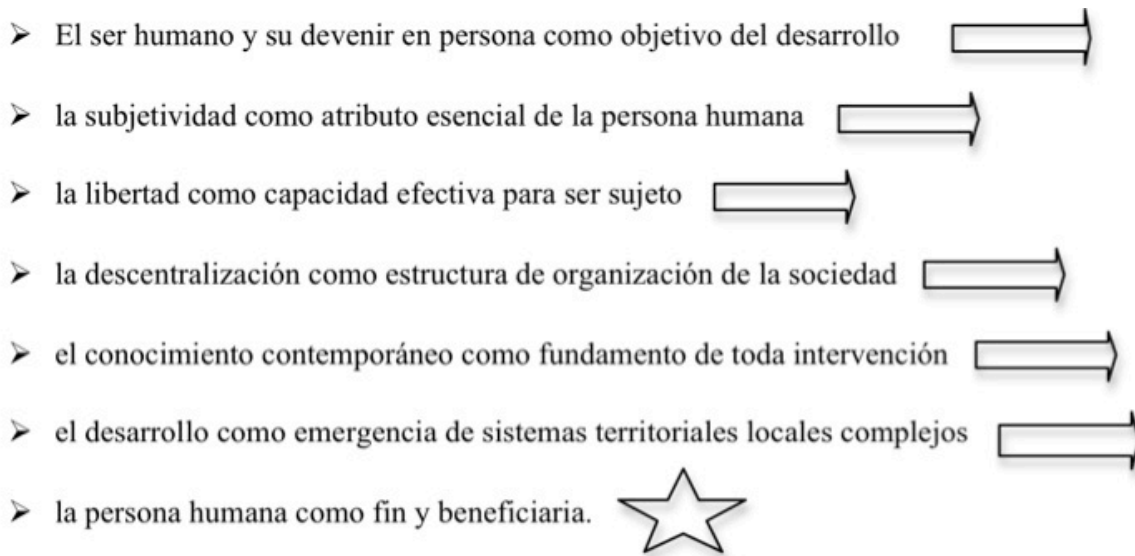 El ser humano y su devenir en persona como objetivo del desarrollo
la subjetividad como atributo esencial de la persona humana
la libertad como capacidad efectiva para ser sujeto
la descentralización como estructura de organización de la sociedad
el conocimiento contemporáneo como fundamento de toda intervención
el desarrollo como emergencia de sistemas territoriales locales complejos
la persona humana como fin y beneficiaria.